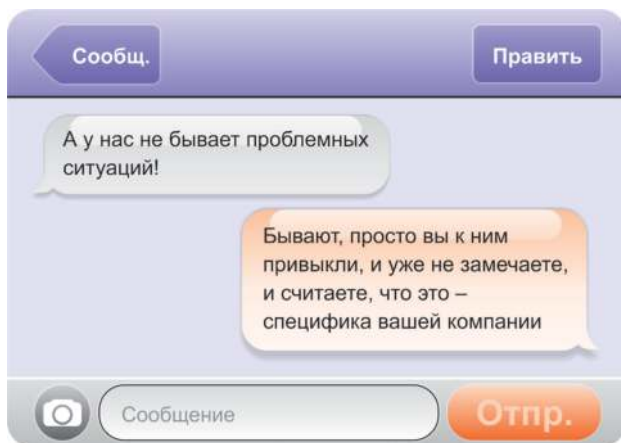 Сообщ.
Править
А у нас не бывает проблемных
ситуаций!
Бывают, просто вы к ним
привыкли, и уже не замечаете,
и считаете, что это –
специфика вашей компании
Сообщение
Отпр.